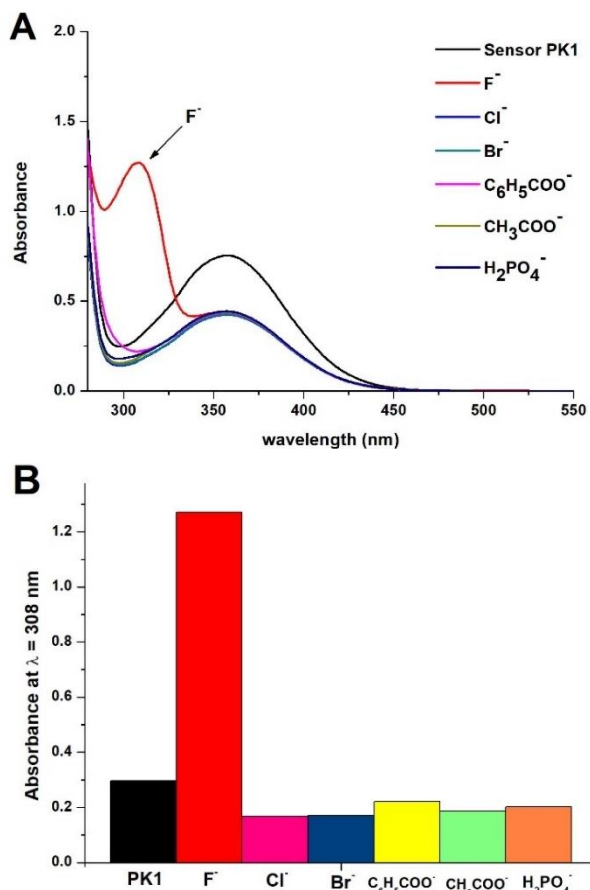 A
2.0
1.5
1.0
0.5
0.0
Absorbance
F⁻
Sensor PK1
F⁻
Cl⁻
Br⁻
C₆H₅COO⁻
CH₃COO⁻
H₂PO₄⁻
300 350 400 450 500 550
wavelength (nm)
B
1.2
1.0
0.8
0.6
0.4
0.2
0.0
Absorbance at λ = 308 nm
PK1 F⁻ Cl⁻ Br⁻ C₆H₅COO⁻ CH₃COO⁻ H₂PO₄⁻